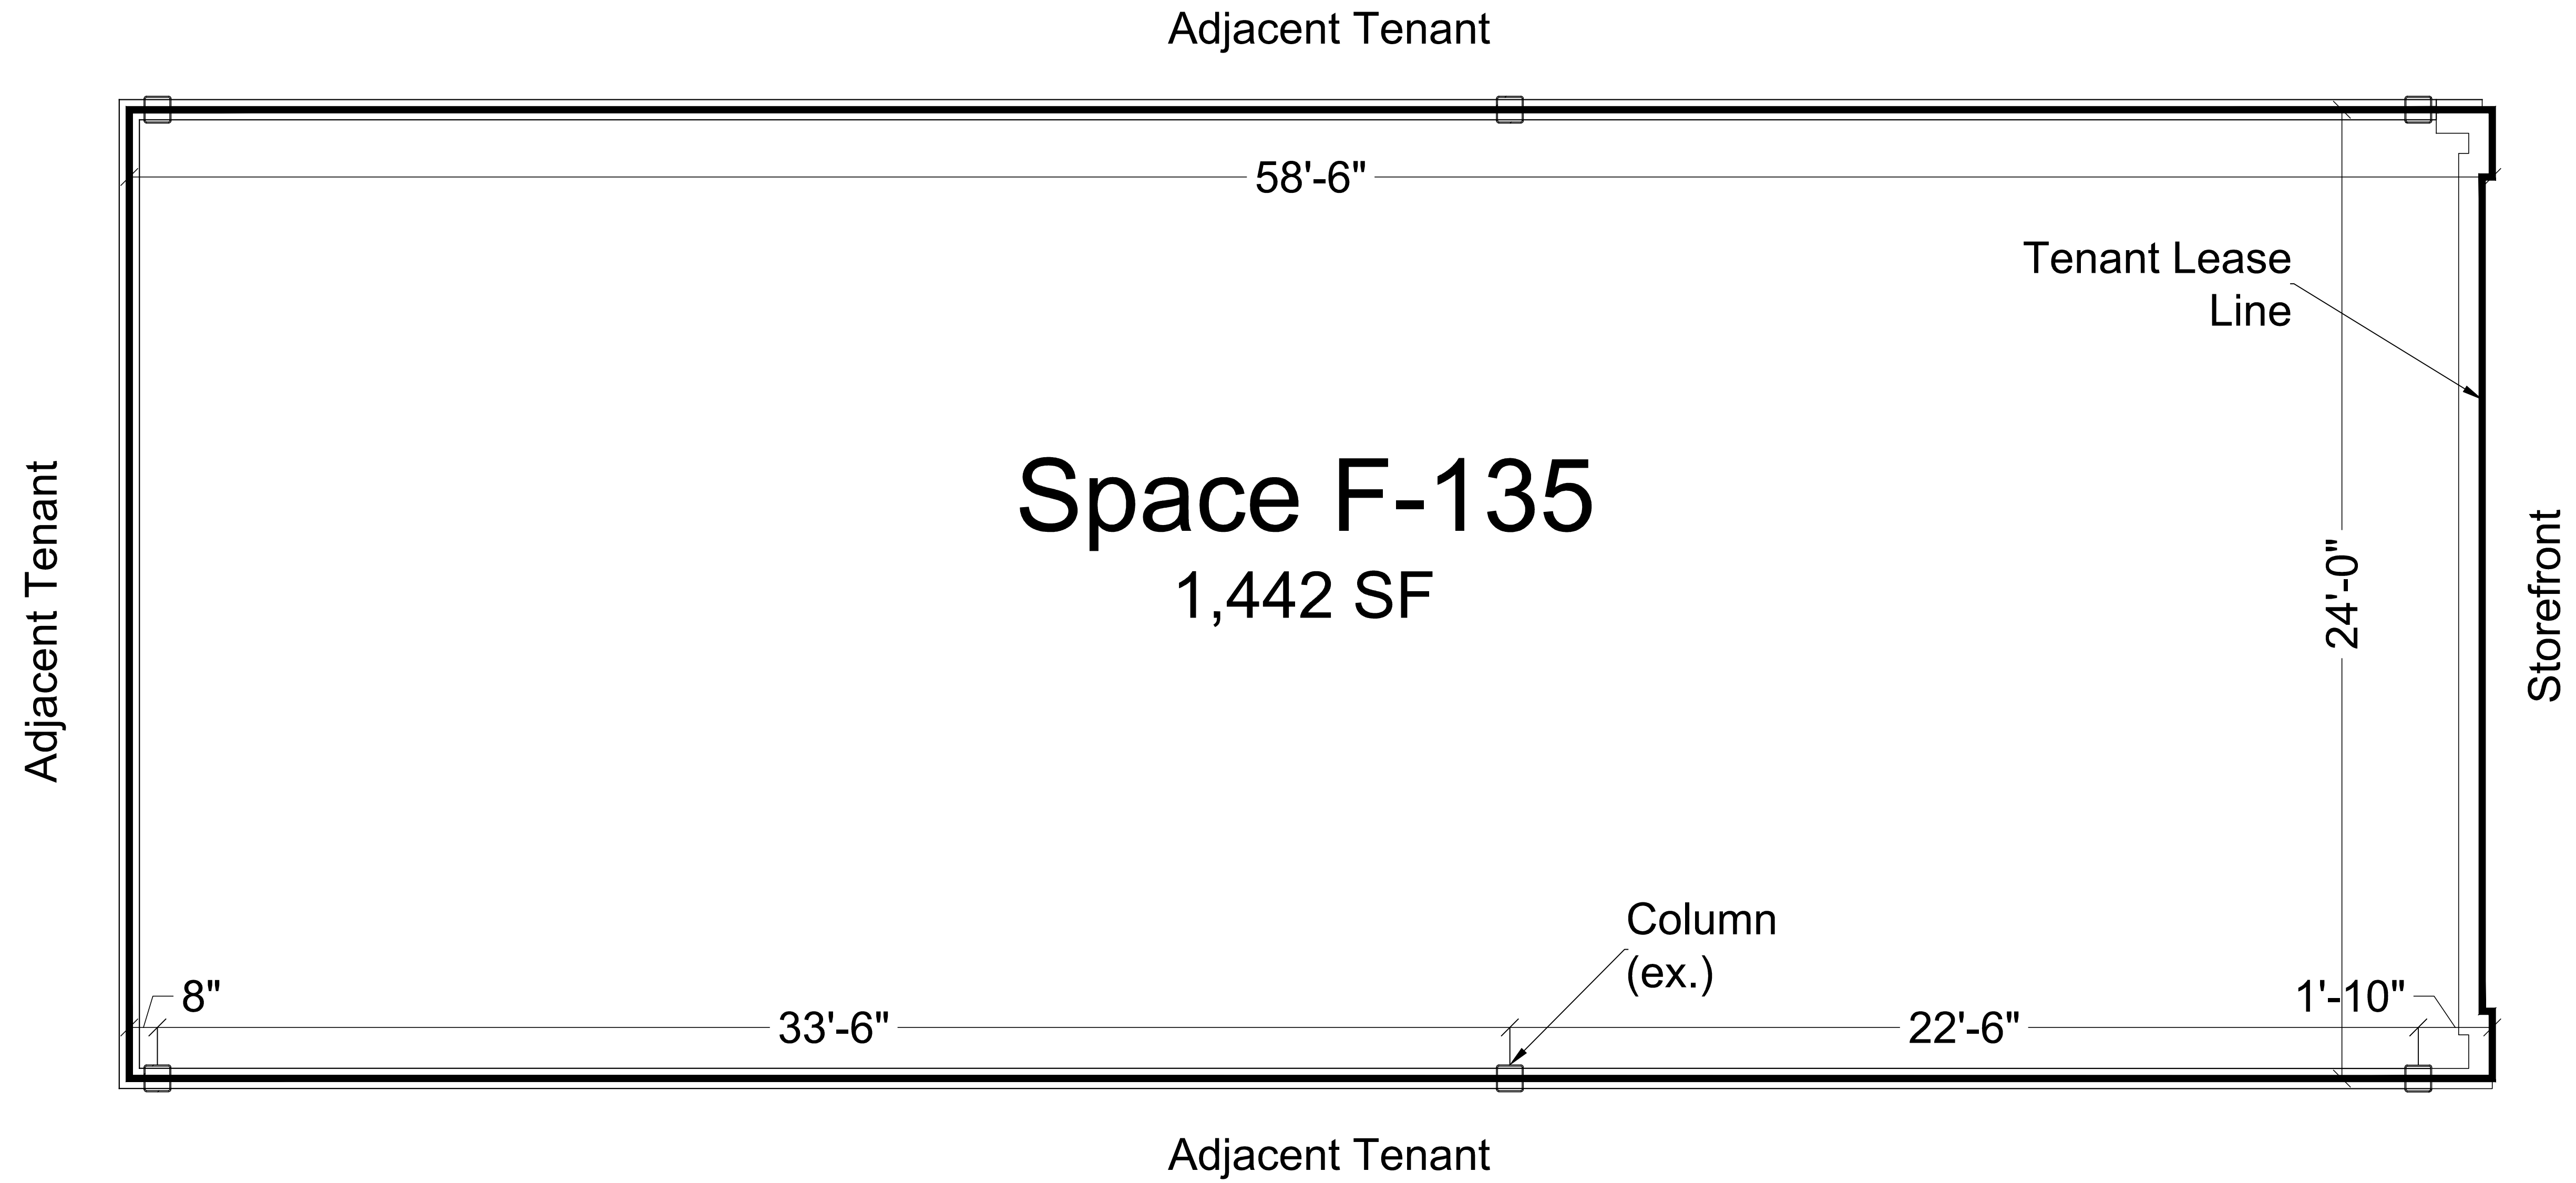 Adjacent Tenant
58'-6"
Tenant Lease
Line
Space F-135
1,442 SF
24'-0"
Adjacent Tenant
Storefront
Column
(ex.)
8"
33'-6"
22'-6"
1'-10"
Adjacent Tenant